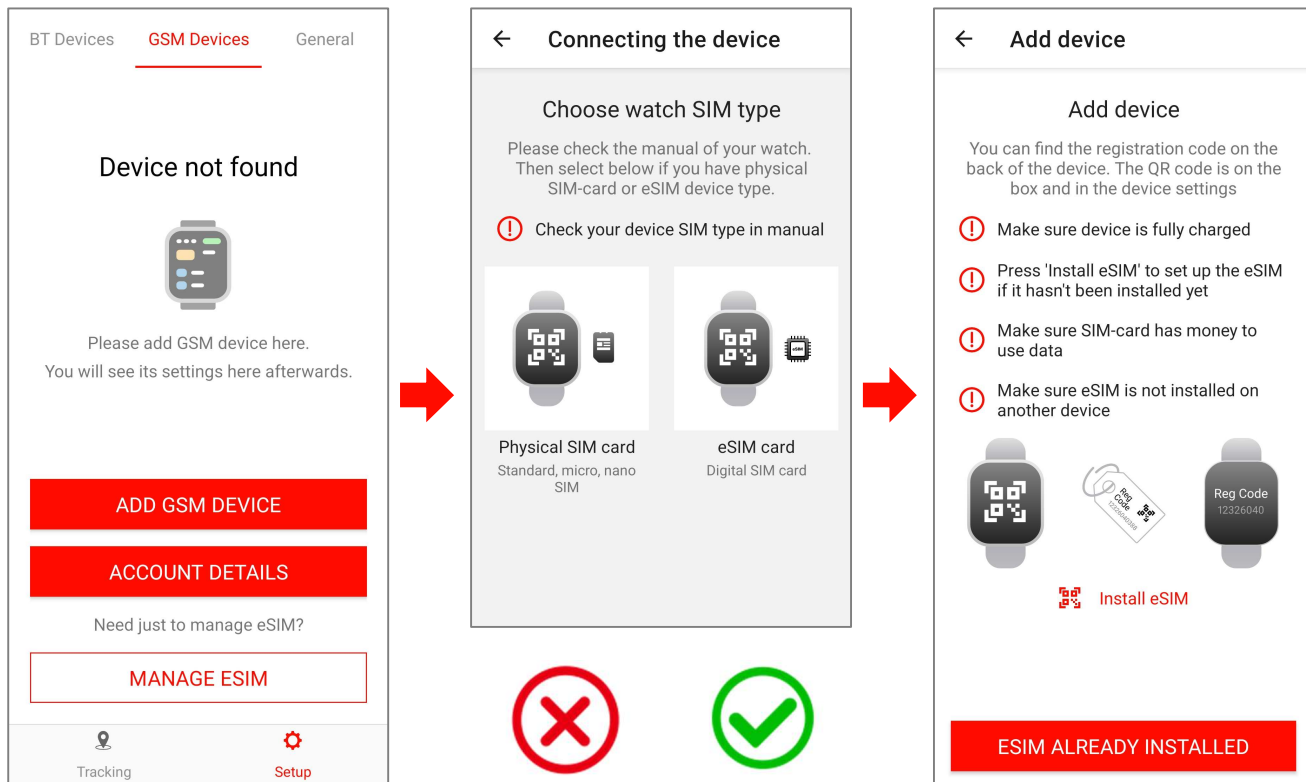 BT Devices GSM Devices General
Device not found
Please add GSM device here.
You will see its settings here afterwards.
ADD GSM DEVICE
ACCOUNT DETAILS
Need just to manage eSIM?
MANAGE ESIM
Tracking Setup
Connecting the device
Choose watch SIM type
Please check the manual of your watch.
Then select below if you have physical
SIM-card or eSIM device type.
Check your device SIM type in manual
eSIM
Physical SIM card
Standard, micro, nano
SIM
eSIM card
Digital SIM card
Add device
Add device
You can find the registration code on the
back of the device. The QR code is on the
box and in the device settings
Make sure device is fully charged
Press 'Install eSIM' to set up the eSIM
if it hasn't been installed yet
Make sure SIM-card has money to
use data
Make sure eSIM is not installed on
another device
Reg
Code
Reg Code
12326040
Install eSIM
ESIM ALREADY INSTALLED